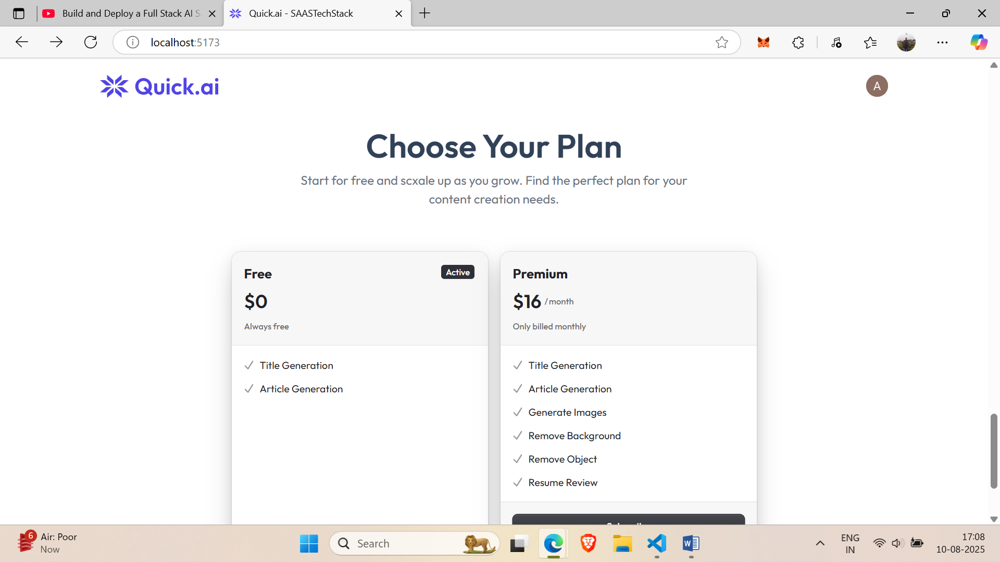 Build and Deploy a Full Stack AI S
Quick.ai - SAASTechStack
localhost:5173
Quick.ai
A
Choose Your Plan
Start for free and scxale up as you grow. Find the perfect plan for your
content creation needs.
Free
Active
$0
Always free
Title Generation
Article Generation
Premium
$16 / month
Only billed monthly
Title Generation
Article Generation
Generate Images
Remove Background
Remove Object
Resume Review
6
Air: Poor
Now
Search
W
ENG
IN
17:08
10-08-2025